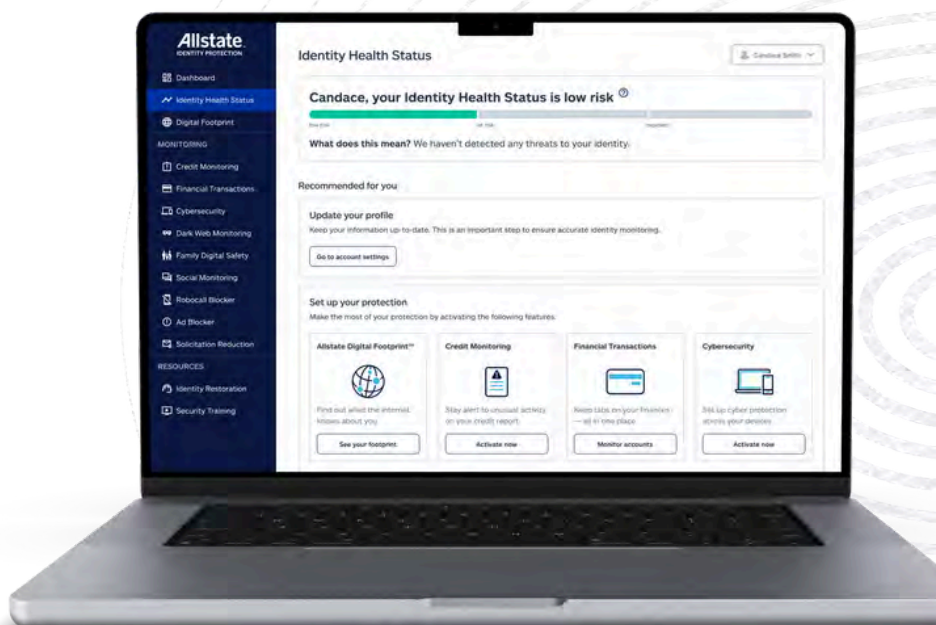 Allstate
IDENTITY PROTECTION
Dashboard
Identity Health Status
Digital Footprint
MONITORING
Credit Monitoring
Financial Transactions
Cybersecurity
Dark Web Monitoring
Family Digital Safety
Social Monitoring
Robocall Blocker
Ad Blocker
Solicitation Reduction
RESOURCES
Identity Restoration
Security Training
Identity Health Status
Candace
Candace, your Identity Health Status is low risk
What does this mean? We haven't detected any threats to your identity.
Recommended for you
Update your profile
Keep your information up-to-date. This is an important step to ensure accurate identity monitoring.
Go to account settings
Set up your protection
Make the most of your protection by activating the following features.
Allstate Digital Footprint™
Find out what the internet
knows about you
See your footprint
Credit Monitoring
Stay alert to unusual activity
on your credit report
Activate now
Financial Transactions
Keep tabs on your finances
— all in one place
Monitor accounts
Cybersecurity
Set up cyber protection
across your devices
Activate now